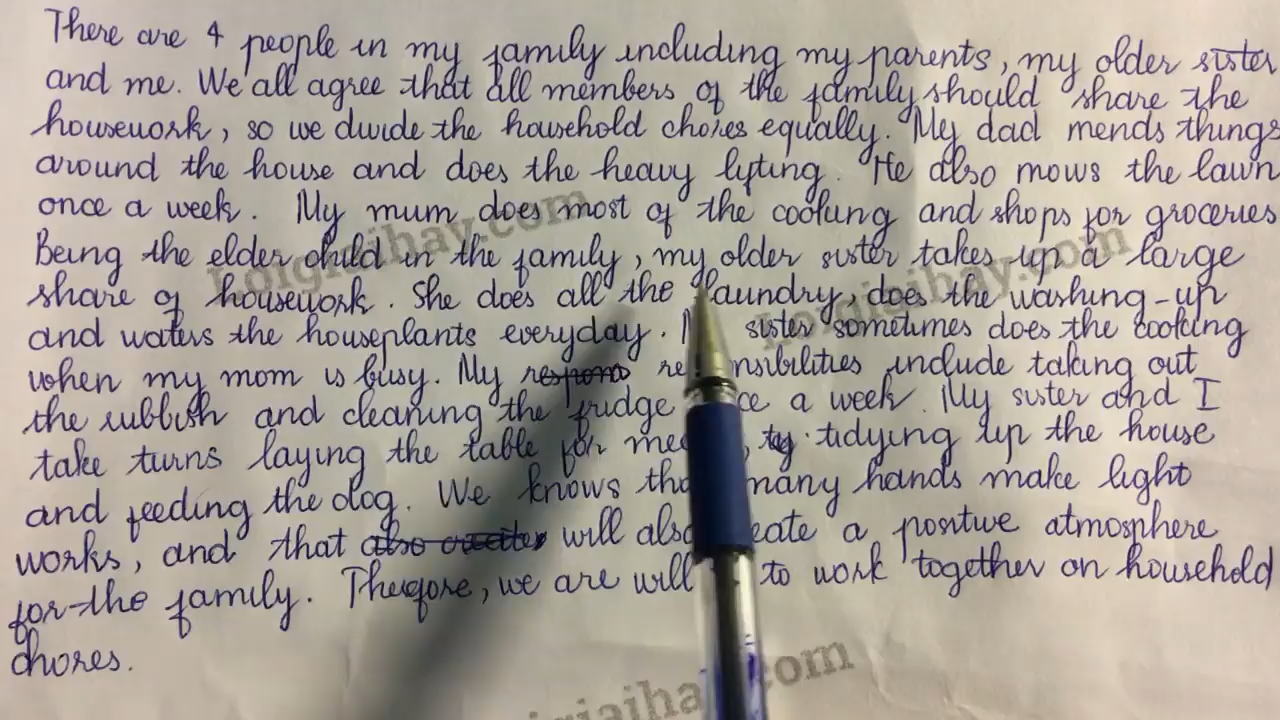 There are 4 people in my family including my parents, my older sister
and me. We all agree that all members of the family should share the
housework, so we divide the household chores equally. My dad mends things
around the house and does the heavy lifting. He also mows the lawn
once a week. My mum does most of the cooking and shops for groceries
Being the elder child in the family, my older sister takes up a large
share of housework. She does all the laundry, does the washing-up
and waters the houseplants everyday. sister sometimes does the cooking
when my mom is busy. My include taking out
the rubbish and cleaning the fridge a week. My sister and I
take turns laying the table for tidying up the house
and feeding the dog. We knows many hands make light
works, and that will also a positive atmosphere
for the family. Therefore, we are to work together on household
chores.
Loigiaihay.com
Loigiaihay.com
Loigiaihay.com